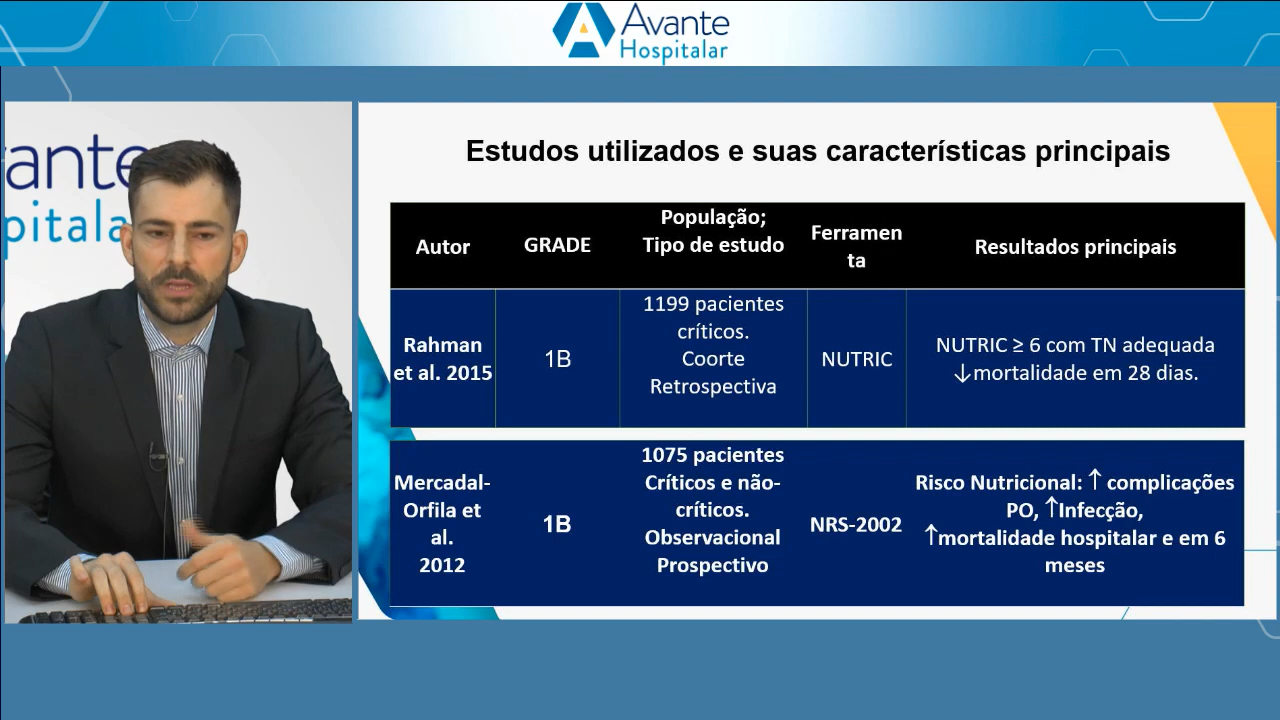 Avante
Hospitalar
vante
pitala
Estudos utilizados e suas características principais
Autor
GRADE
População;
Tipo de estudo
Ferramen
ta
Resultados principais
Rahman
et al. 2015
1B
1199 pacientes
críticos.
Coorte
Retrospectiva
NUTRIC
NUTRIC ≥ 6 com TN adequada
↓mortalidade em 28 dias.
Mercadal-
Orfila et
al.
2012
1B
1075 pacientes
Críticos e não-
críticos.
Observacional
Prospectivo
NRS-2002
Risco Nutricional: ↑ complicações
PO, ↑Infecção,
↑mortalidade hospitalar e em 6
meses